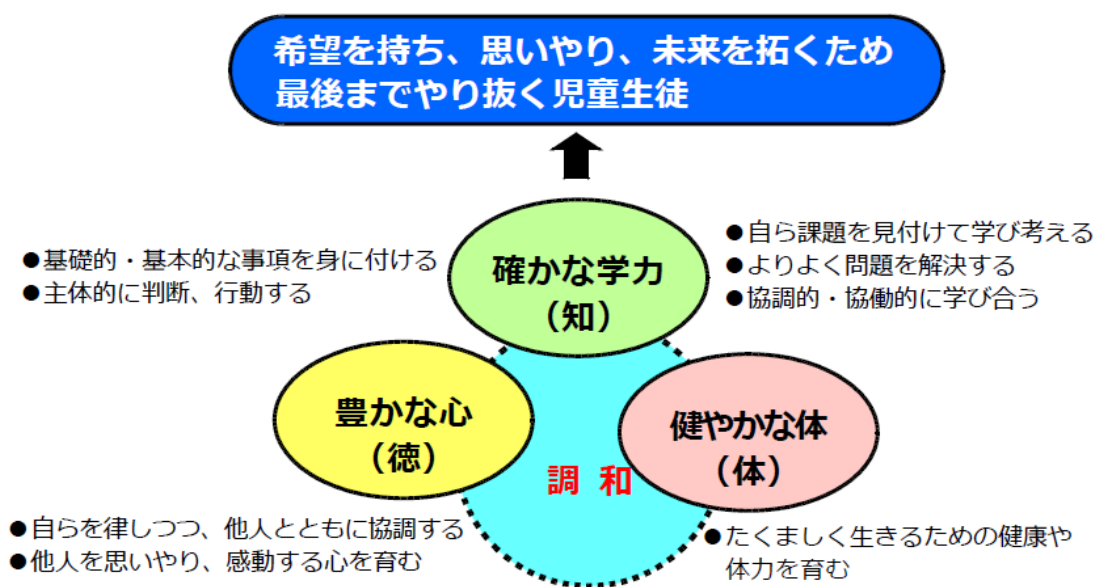 希望を持ち、思いやり、未来を拓くため
最後までやり抜く児童生徒
●基礎的・基本的な事項を身に付ける
●主体的に判断、行動する
確かな学力
（知）
●自ら課題を見付けて学び考える
●よりよく問題を解決する
●協調的・協働的に学び合う
豊かな心
（徳）
調 和
健やかな体
（体）
●自らを律しつつ、他人とともに協調する
●他人を思いやり、感動する心を育む
●たくましく生きるための健康や
体力を育む